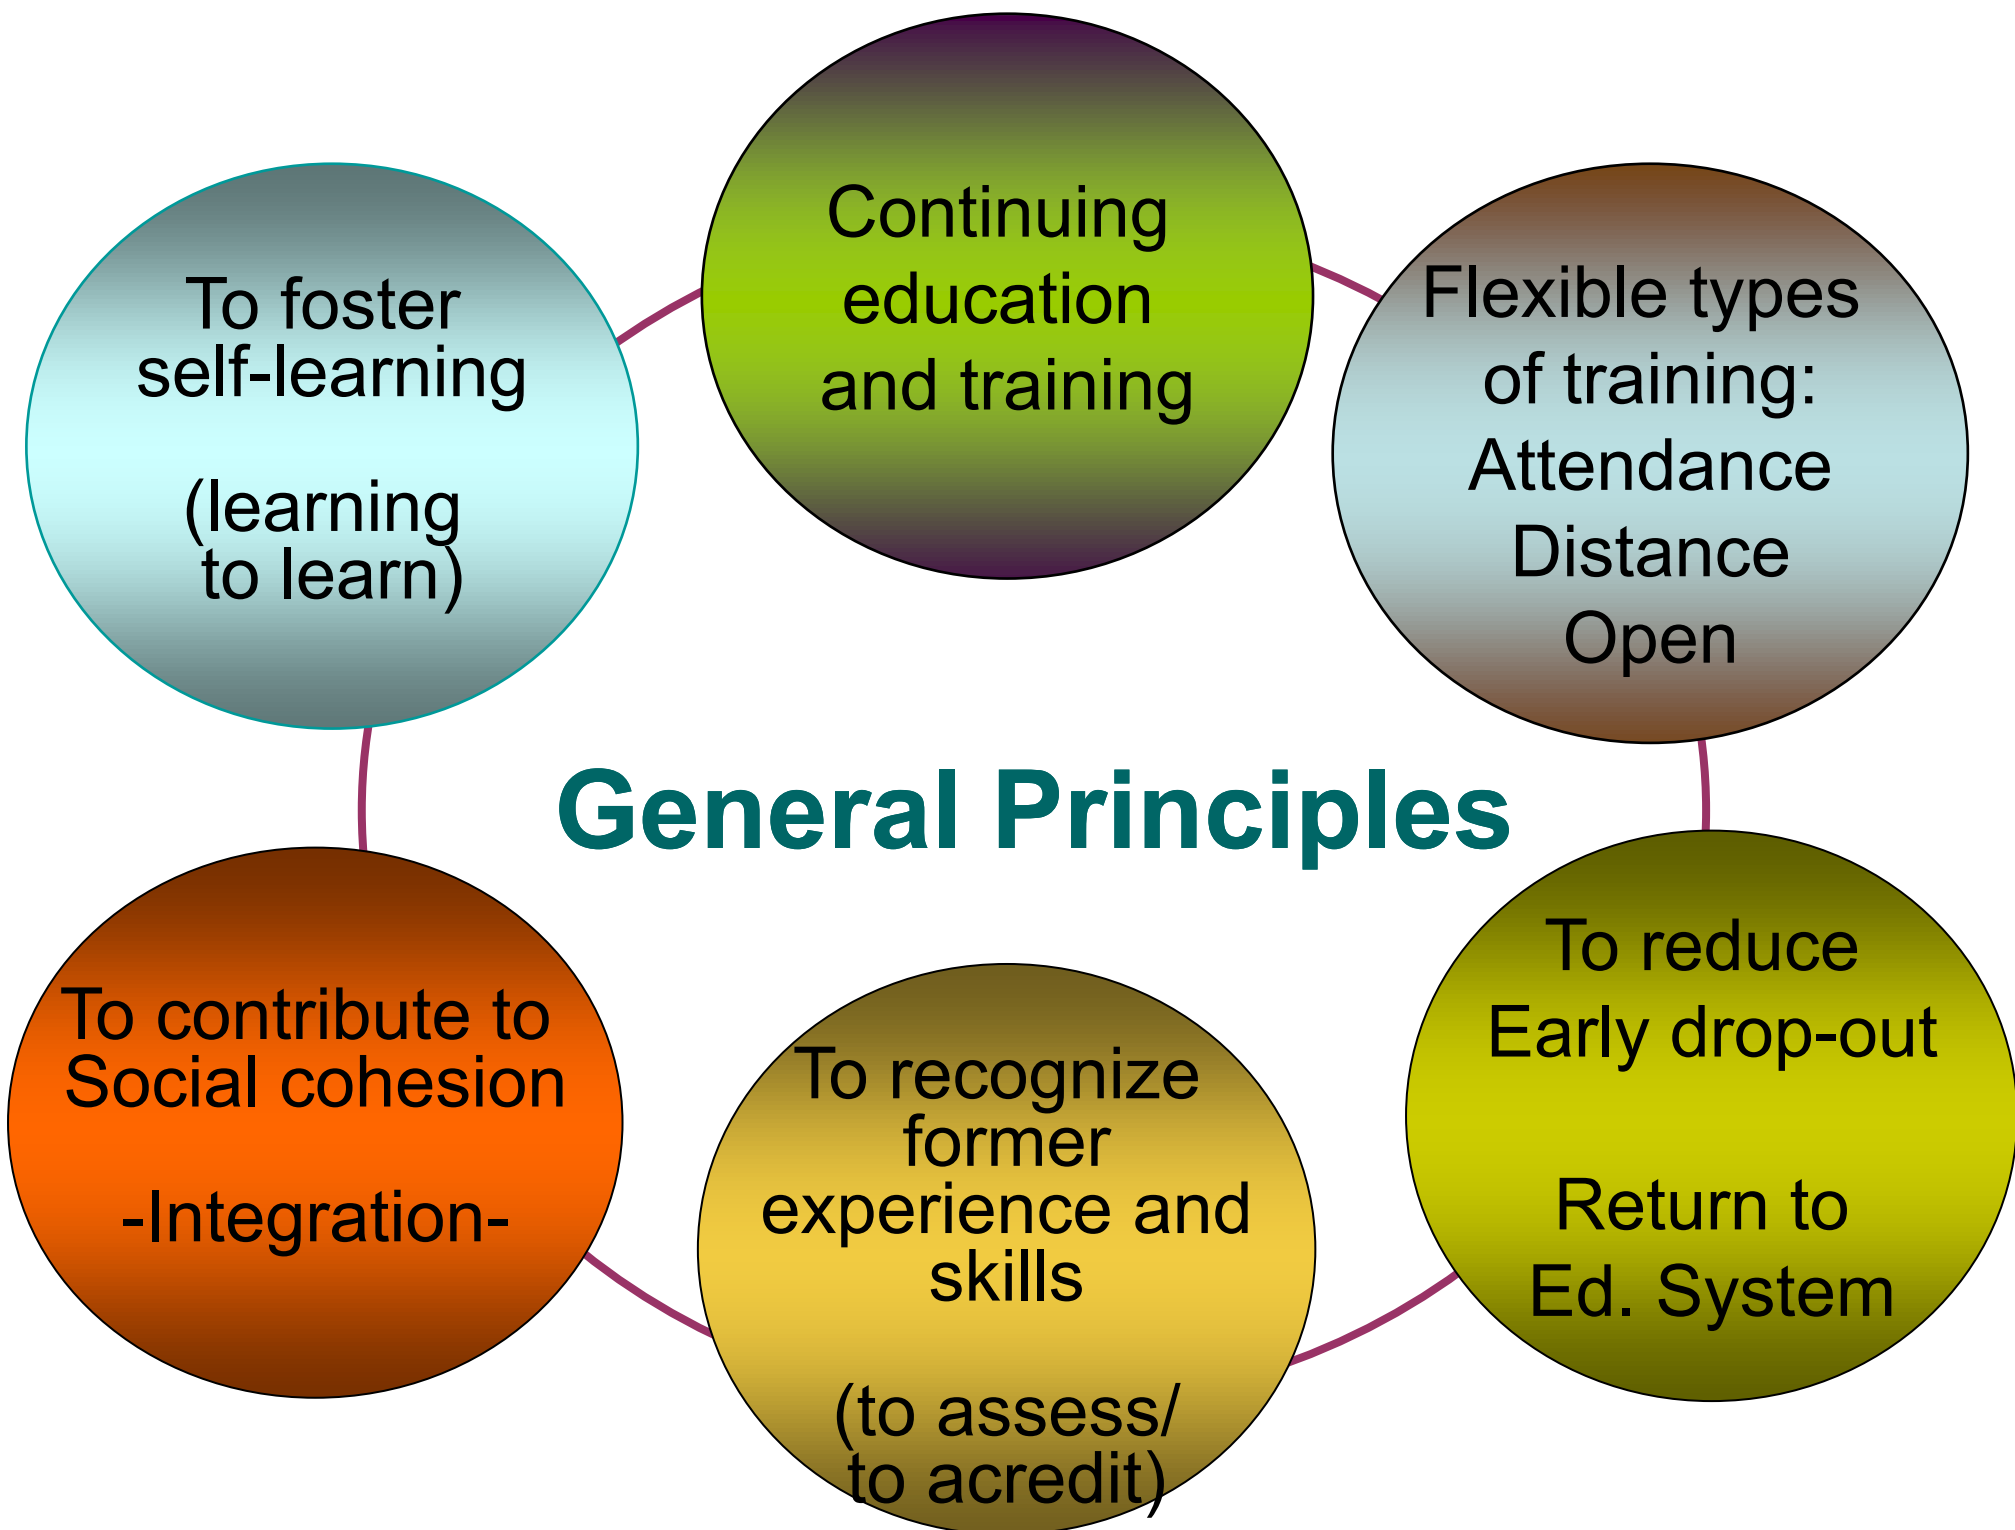 Continuing
education
and training
To foster
self-learning
(learning
to learn)
Flexible types
of training:
Attendance
Distance
Open
General Principles
To contribute to
Social cohesion
-Integration-
To recognize
former
experience and
skills
(to assess/
to acredit)
To reduce
Early drop-out
Return to
Ed. System